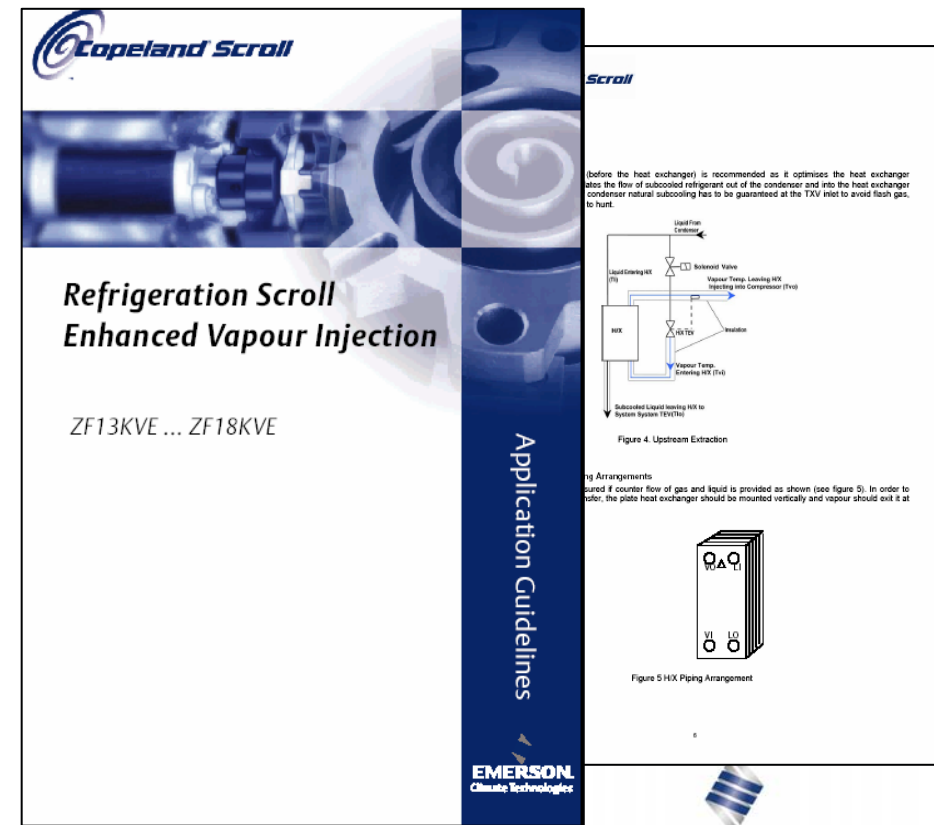 Copeland Scroll
Refrigeration Scroll
Enhanced Vapour Injection
ZF13KVE ... ZF18KVE
Application Guidelines
EMERSON.
Climate Technologies
Scroll
(before the heat exchanger) is recommended as it optimises the heat exchanger
ates the flow of subcooled refrigerant out of the condenser and into the heat exchanger
condenser natural subcooling has to be guaranteed at the TXV inlet to avoid flash gas,
to hunt.
Liquid From
Condenser
Solenoid Valve
Liquid Entering H/X
(Tli)
Vapour Temp. Leaving H/X
Injecting into Compressor (Tvo)
H/X
H/X TEV
Insulation
Vapour Temp.
Entering H/X (Tvi)
Subcooled Liquid leaving H/X to
System System TEV(Tlo)
Figure 4. Upstream Extraction
ng Arrangements
sured if counter flow of gas and liquid is provided as shown (see figure 5). In order to
nsfer, the plate heat exchanger should be mounted vertically and vapour should exit it at
VO LI
VI LO
Figure 5 H/X Piping Arrangement
6